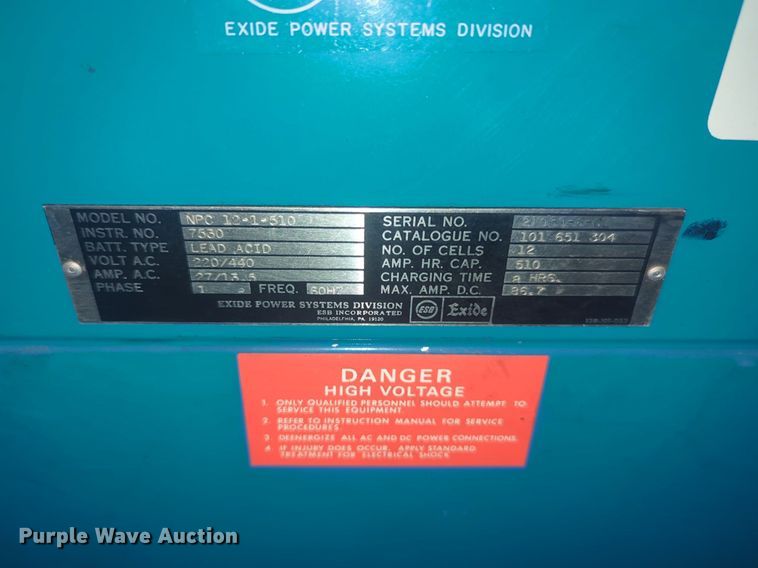 EXIDE POWER SYSTEMS DIVISION
MODEL NO. NPC 12-1-510
INSTR. NO. 7530
BATT. TYPE LEAD ACID
VOLT A.C. 220/440
AMP. A.C. 27/13.5
PHASE 1 FREQ. 60HZ
SERIAL NO.
CATALOGUE NO. 101 651 304
NO. OF CELLS 12
AMP. HR. CAP. 510
CHARGING TIME 8 HRS.
MAX. AMP. D.C. 86.7
EXIDE POWER SYSTEMS DIVISION
ESB INCORPORATED
PHILADELPHIA, PA 19120
ESB Exide
DANGER
HIGH VOLTAGE
1. ONLY QUALIFIED PERSONNEL SHOULD ATTEMPT TO
SERVICE THIS EQUIPMENT.
2. REFER TO INSTRUCTION MANUAL FOR SERVICE
PROCEDURES.
3. DEENERGIZE ALL AC AND DC POWER CONNECTIONS.
4. IF INJURY DOES OCCUR, APPLY STANDARD
TREATMENT FOR ELECTRICAL SHOCK
Purple Wave Auction